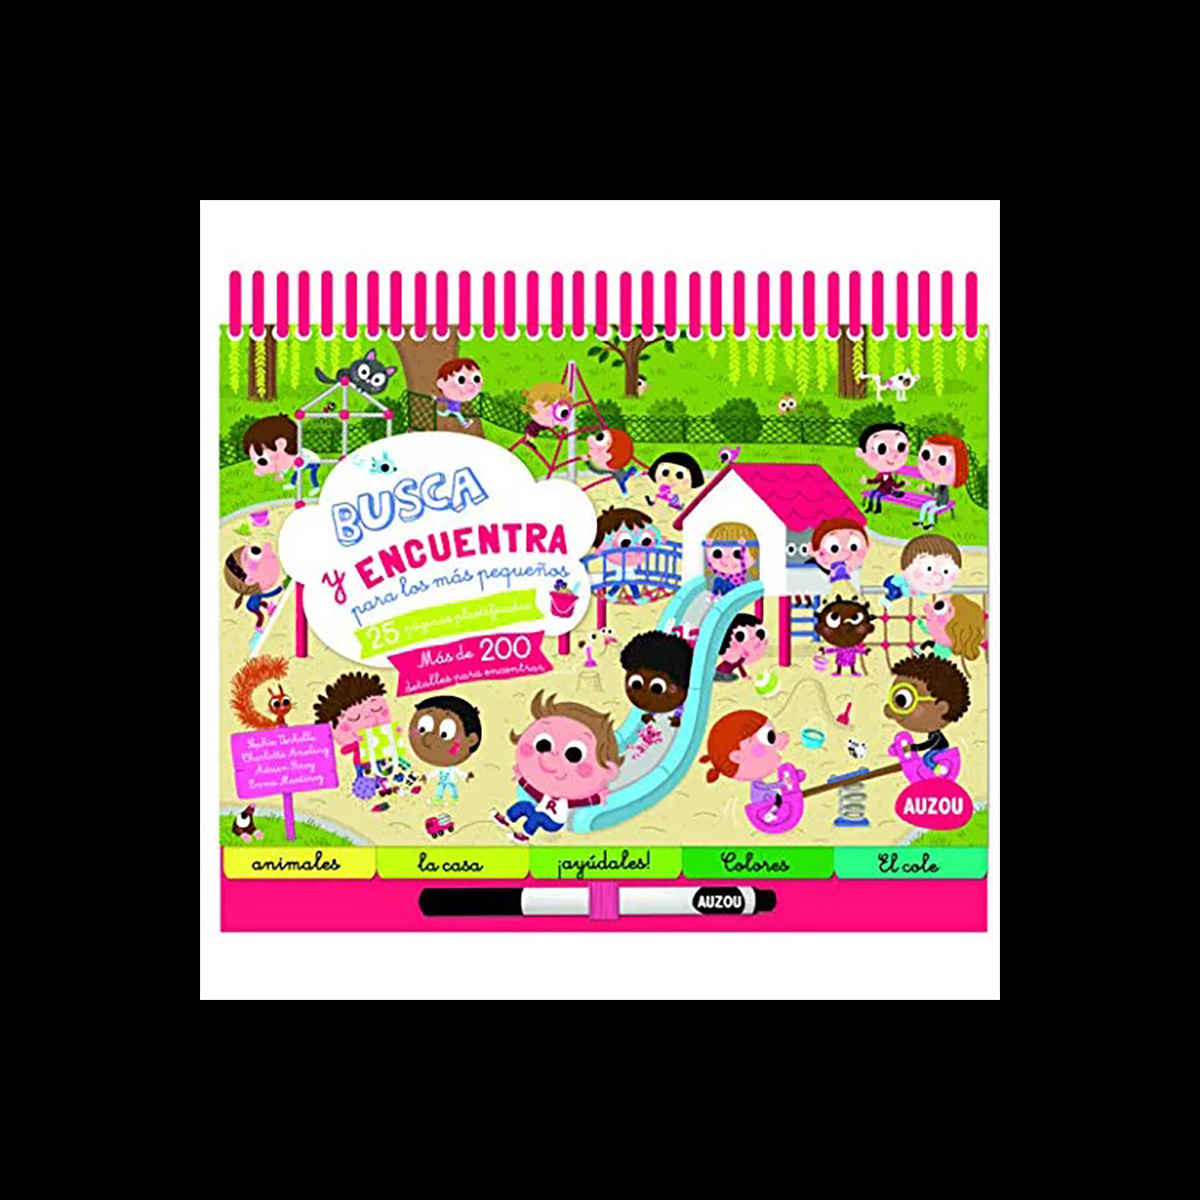 BUSCA
y ENCUENTRA
para los más pequeños
25 páginas plastificadas
Más de 200
detalles para encontrar
R
AUZOU
animales
la casa
¡ayúdales!
Colores
El cole
AUZOU